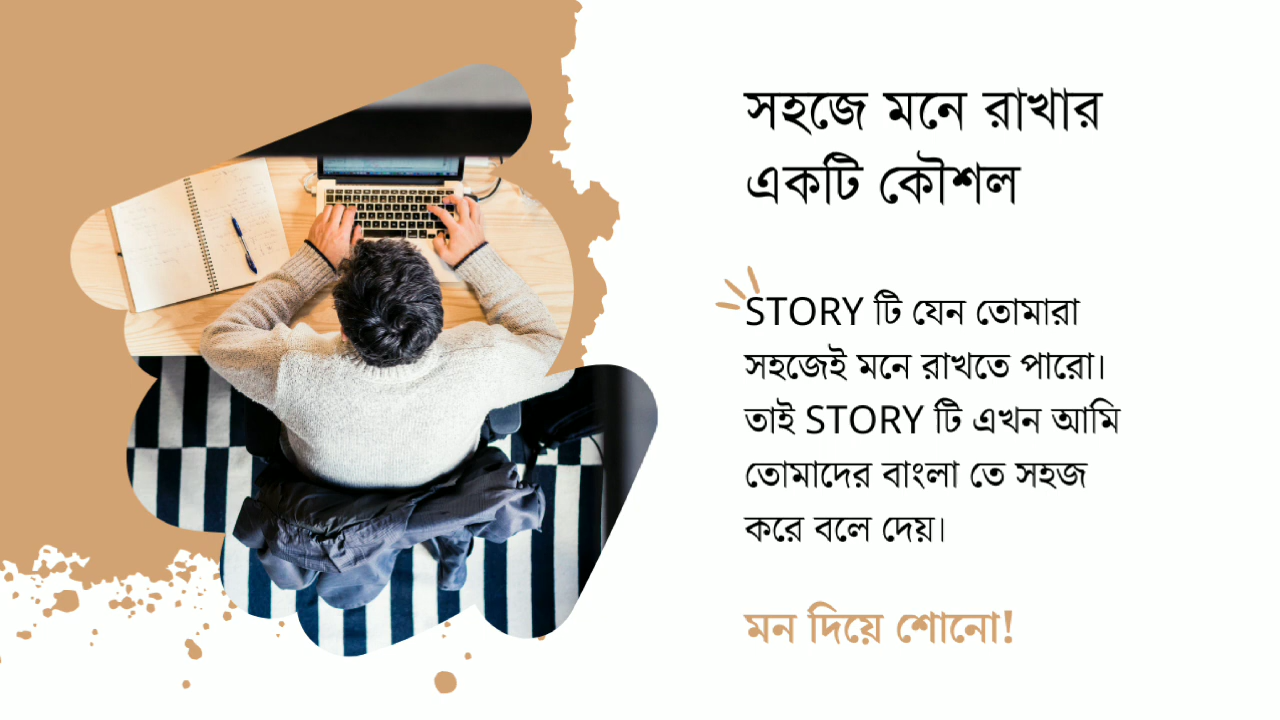 সহজে মনে রাখার
একটি কৌশল
STORY টি যেন তোমারা
সহজেই মনে রাখতে পারো।
তাই STORY টি এখন আমি
তোমাদের বাংলা তে সহজ
করে বলে দেয়।
মন দিয়ে শোনো!